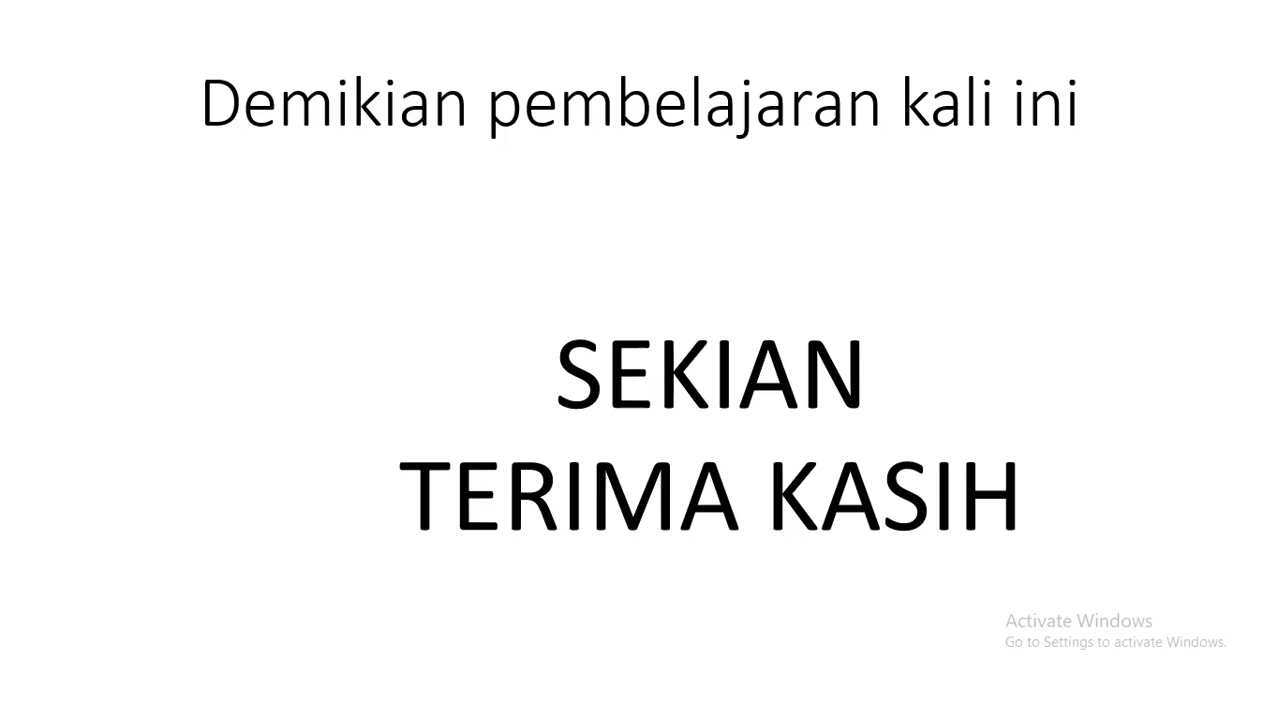 Demikian pembelajaran kali ini
SEKIAN
TERIMA KASIH
Activate Windows
Go to Settings to activate Windows.